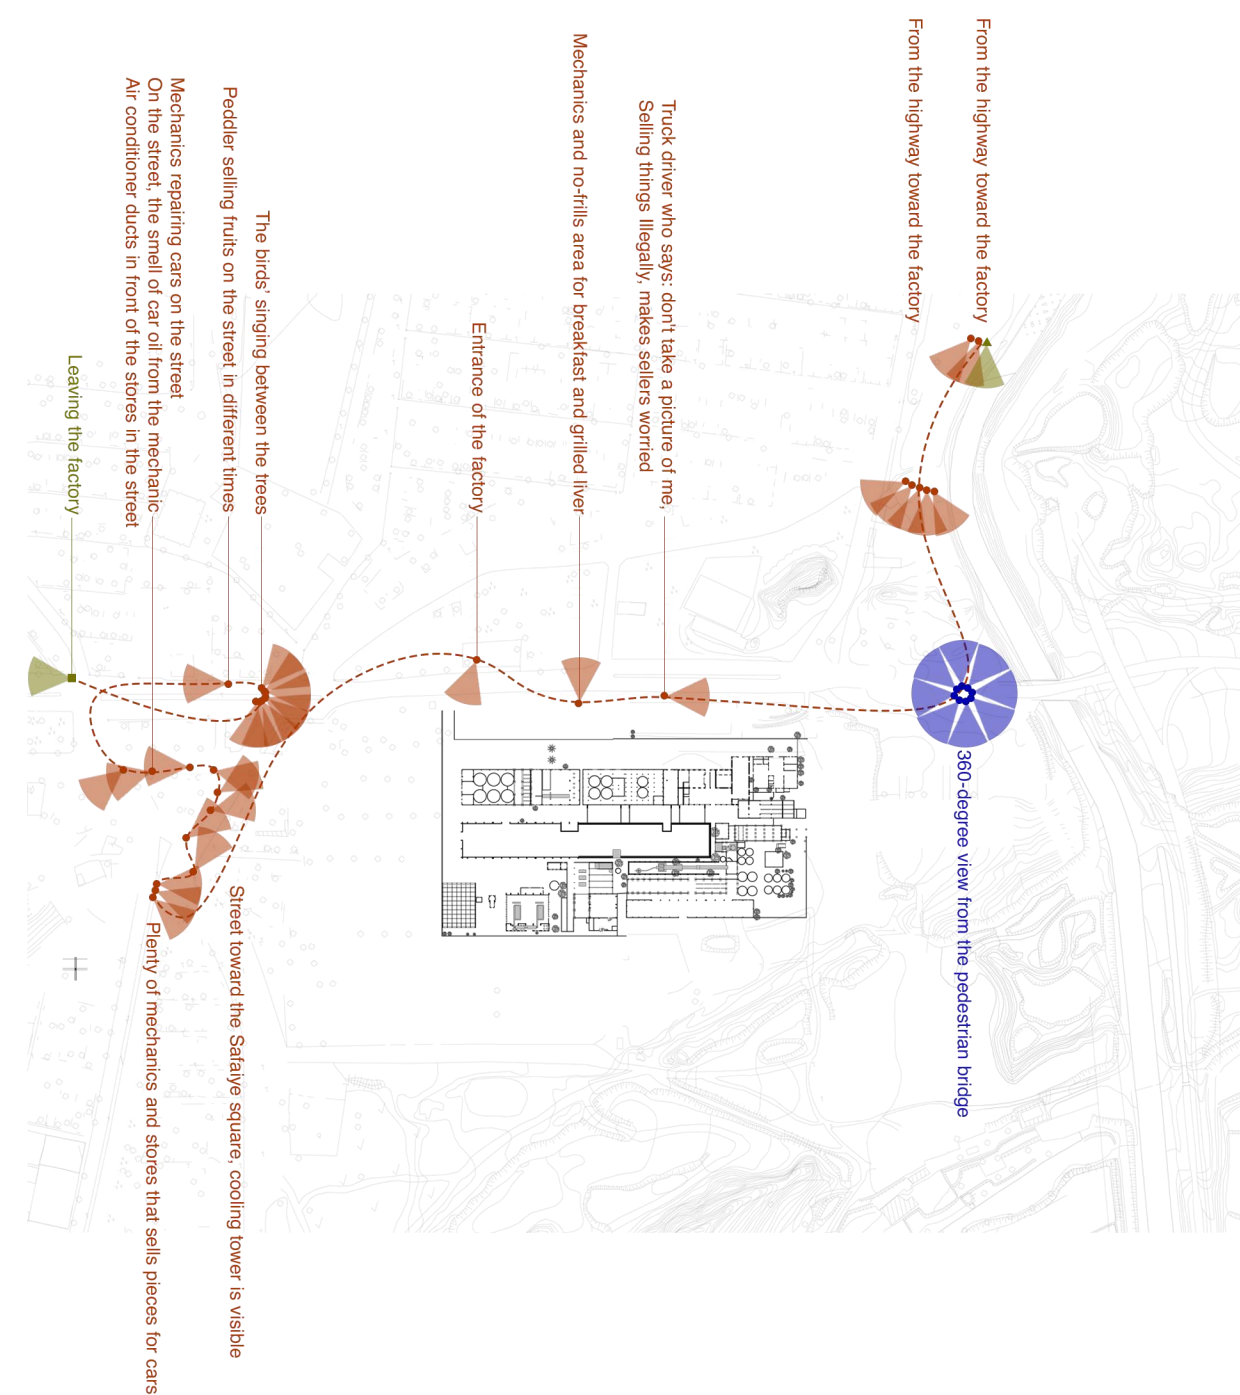 From the highway toward the factory
From the highway toward the factory
Truck driver who says: don't take a picture of me,
Selling things Illegally, makes sellers worried
Mechanics and no-frills area for breakfast and grilled liver
Entrance of the factory
The birds' singing between the trees
Peddler selling fruits on the street in different times
Mechanics repairing cars on the street
On the street, the smell of car oil from the mechanic
Air conditioner ducts in front of the stores in the street
Leaving the factory
360-degree view from the pedestrian bridge
Street toward the Safaiye square, cooling tower is visible
Plenty of mechanics and stores that sells pieces for cars